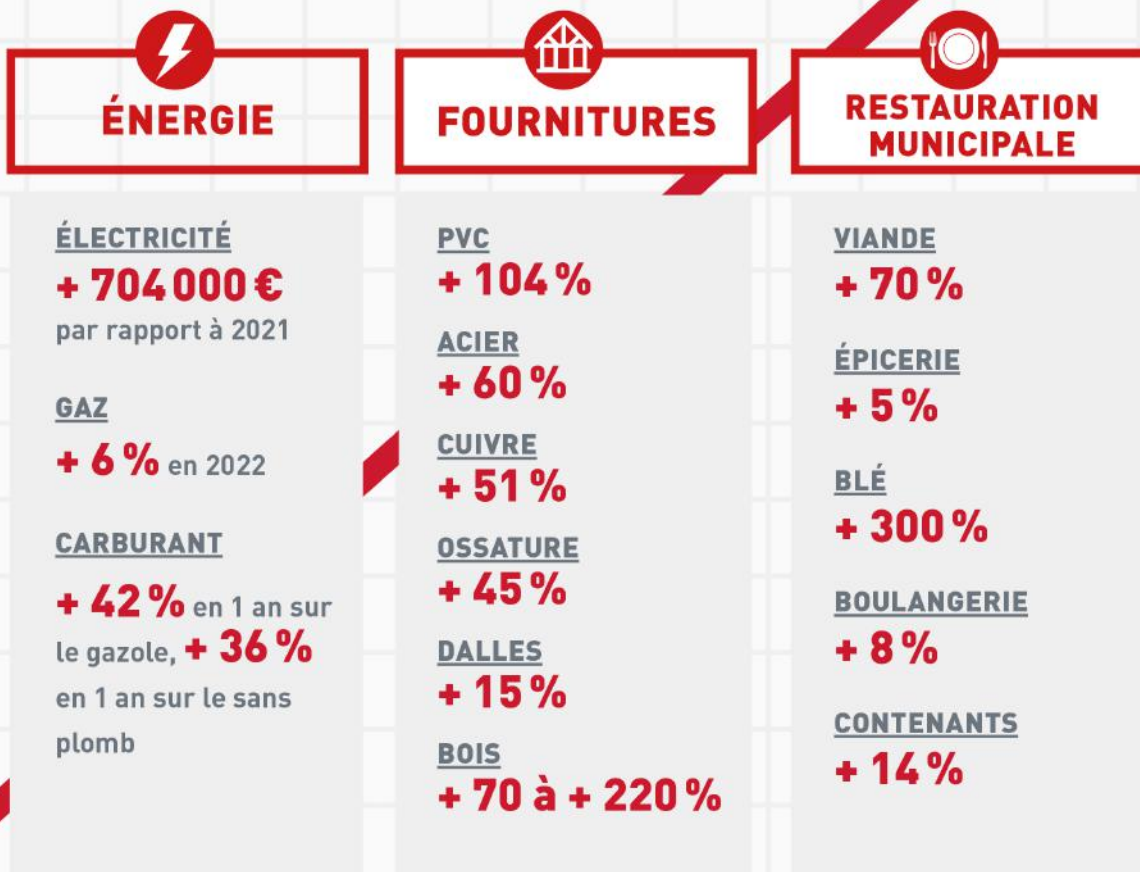 ÉNERGIE
ÉLECTRICITÉ
+ 704 000 €
par rapport à 2021
GAZ
+ 6 % en 2022
CARBURANT
+ 42 % en 1 an sur
le gazole, + 36 %
en 1 an sur le sans
plomb
FOURNITURES
PVC
+ 104 %
ACIER
+ 60 %
CUIVRE
+ 51 %
OSSATURE
+ 45 %
DALLES
+ 15 %
BOIS
+ 70 à + 220 %
RESTAURATION
MUNICIPALE
VIANDE
+ 70 %
ÉPICERIE
+ 5 %
BLÉ
+ 300 %
BOULANGERIE
+ 8 %
CONTENANTS
+ 14 %